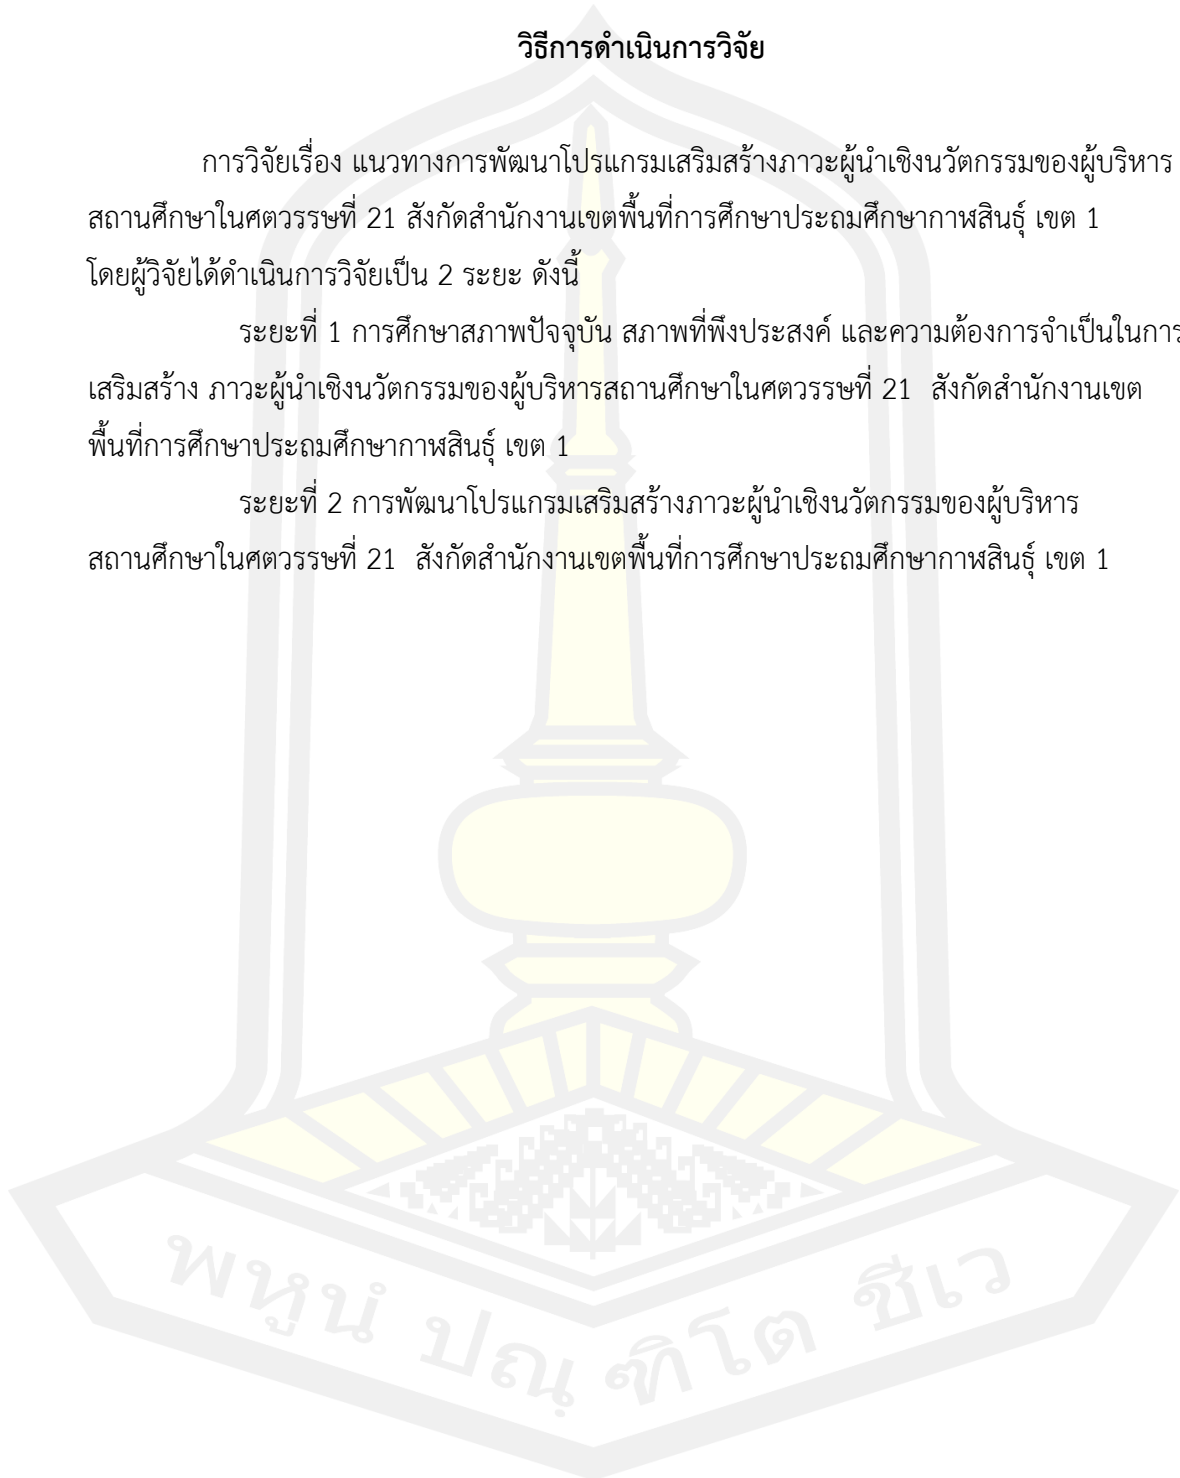 วิธีการดำเนินการวิจัย
การวิจัยเรื่อง แนวทางการพัฒนาโปรแกรมเสริมสร้างภาวะผู้นำเชิงนวัตกรรมของผู้บริหาร
สถานศึกษาในศตวรรษที่ 21 สังกัดสำนักงานเขตพื้นที่การศึกษาประถมศึกษากาฬสินธุ์ เขต 1
โดยผู้วิจัยได้ดำเนินการวิจัยเป็น 2 ระยะ ดังนี้
ระยะที่ 1 การศึกษาสภาพปัจจุบัน สภาพที่พึงประสงค์ และความต้องการจำเป็นในการ
เสริมสร้าง ภาวะผู้นำเชิงนวัตกรรมของผู้บริหารสถานศึกษาในศตวรรษที่ 21 สังกัดสำนักงานเขต
พื้นที่การศึกษาประถมศึกษากาฬสินธุ์ เขต 1
ระยะที่ 2 การพัฒนาโปรแกรมเสริมสร้างภาวะผู้นำเชิงนวัตกรรมของผู้บริหาร
สถานศึกษาในศตวรรษที่ 21 สังกัดสำนักงานเขตพื้นที่การศึกษาประถมศึกษากาฬสินธุ์ เขต 1
พหูนํ ปณฺ ฑิโต ชีเว